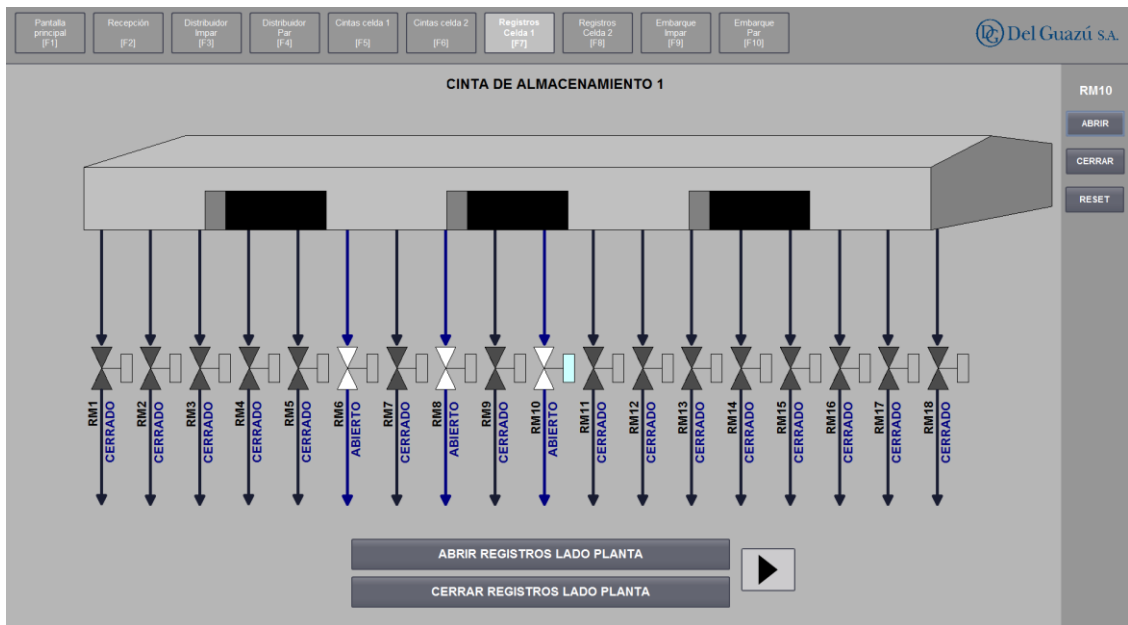 Pantalla
principal
[F1]
Recepción
[F2]
Distribuidor
Impar
[F3]
Distribuidor
Par
[F4]
Cintas celda 1
[F5]
Cintas celda 2
[F6]
Registros
Celda 1
[F7]
Registros
Celda 2
[F8]
Embarque
Impar
[F9]
Embarque
Par
[F10]
DG Del Guazú S.A.
CINTA DE ALMACENAMIENTO 1
RM10
ABRIR
CERRAR
RESET
RM1
CERRADO
RM2
CERRADO
RM3
CERRADO
RM4
CERRADO
RM5
CERRADO
RM6
ABIERTO
RM7
CERRADO
RM8
ABIERTO
RM9
CERRADO
RM10
ABIERTO
RM11
CERRADO
RM12
CERRADO
RM13
CERRADO
RM14
CERRADO
RM15
CERRADO
RM16
CERRADO
RM17
CERRADO
RM18
CERRADO
ABRIR REGISTROS LADO PLANTA
CERRAR REGISTROS LADO PLANTA